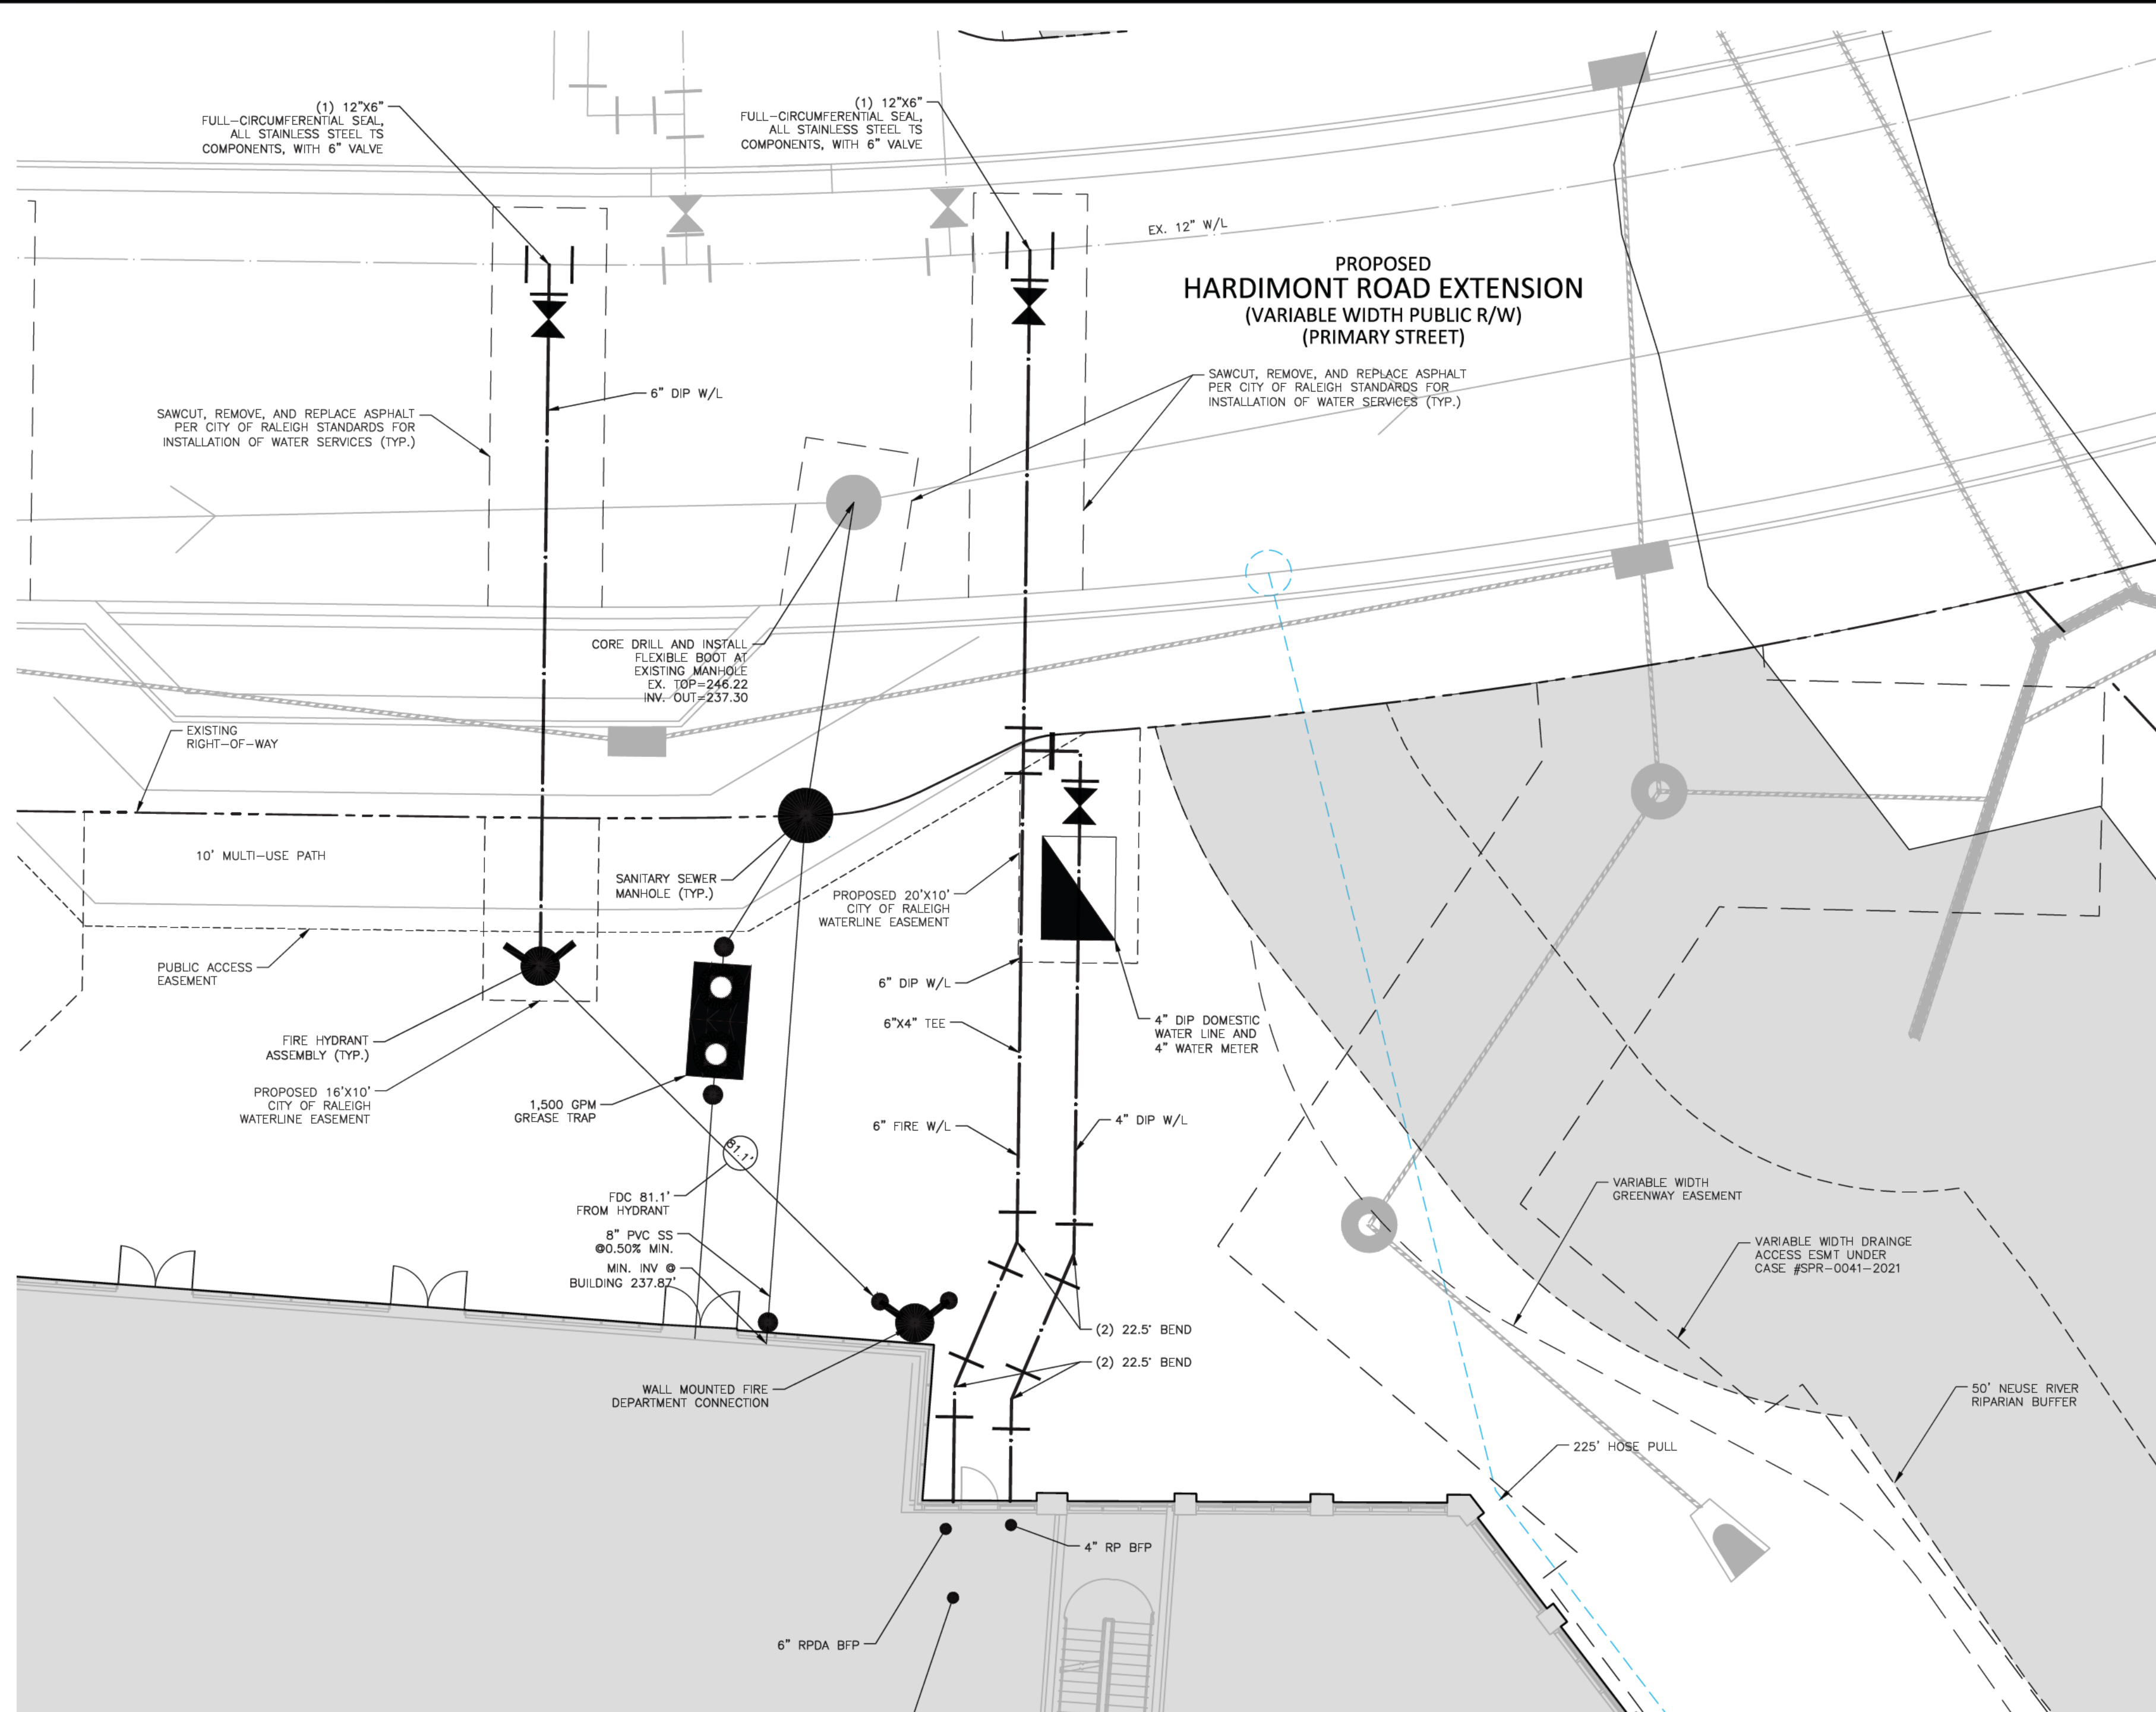 (1) 12"X6"
FULL-CIRCUMFERENTIAL SEAL,
ALL STAINLESS STEEL TS
COMPONENTS, WITH 6" VALVE
(1) 12"X6"
FULL-CIRCUMFERENTIAL SEAL,
ALL STAINLESS STEEL TS
COMPONENTS, WITH 6" VALVE
EX. 12" W/L
PROPOSED
HARDIMONT ROAD EXTENSION
(VARIABLE WIDTH PUBLIC R/W)
(PRIMARY STREET)
SAWCUT, REMOVE, AND REPLACE ASPHALT
PER CITY OF RALEIGH STANDARDS FOR
INSTALLATION OF WATER SERVICES (TYP.)
6" DIP W/L
SAWCUT, REMOVE, AND REPLACE ASPHALT
PER CITY OF RALEIGH STANDARDS FOR
INSTALLATION OF WATER SERVICES (TYP.)
CORE DRILL AND INSTALL
FLEXIBLE BOOT AT
EXISTING MANHOLE
EX. TOP=246.22
INV. OUT=237.30
EXISTING
RIGHT-OF-WAY
10' MULTI-USE PATH
SANITARY SEWER
MANHOLE (TYP.)
PROPOSED 20'X10'
CITY OF RALEIGH
WATERLINE EASEMENT
PUBLIC ACCESS
EASEMENT
6" DIP W/L
6"X4" TEE
4" DIP DOMESTIC
WATER LINE AND
4" WATER METER
FIRE HYDRANT
ASSEMBLY (TYP.)
PROPOSED 16'X10'
CITY OF RALEIGH
WATERLINE EASEMENT
1,500 GPM
GREASE TRAP
6" FIRE W/L
4" DIP W/L
81.1'
FDC 81.1'
FROM HYDRANT
8" PVC SS
@0.50% MIN.
MIN. INV @
BUILDING 237.87'
VARIABLE WIDTH
GREENWAY EASEMENT
VARIABLE WIDTH DRAINGE
ACCESS ESMT UNDER
CASE #SPR-0041-2021
(2) 22.5° BEND
(2) 22.5° BEND
WALL MOUNTED FIRE
DEPARTMENT CONNECTION
50' NEUSE RIVER
RIPARIAN BUFFER
225' HOSE PULL
4" RP BFP
6" RPDA BFP